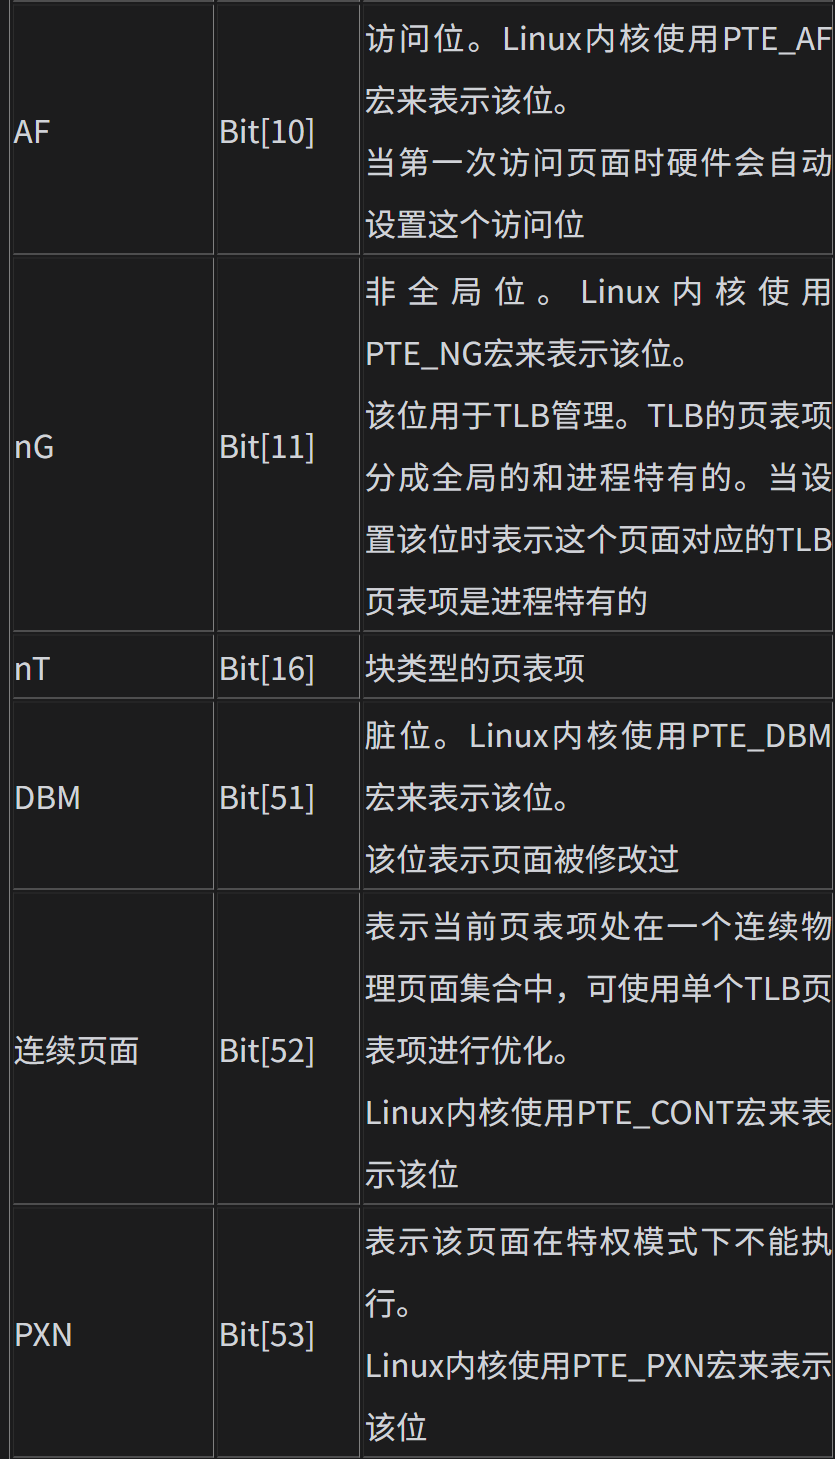 AF
Bit[10]
访问位。Linux内核使用PTE_AF
宏来表示该位。
当第一次访问页面时硬件会自动
设置这个访问位
nG
Bit[11]
非全局位。Linux内核使用
PTE_NG宏来表示该位。
该位用于TLB管理。TLB的页表项
分成全局的和进程特有的。当设
置该位时表示这个页面对应的TLB
页表项是进程特有的
nT
Bit[16]
块类型的页表项
DBM
Bit[51]
脏位。Linux内核使用PTE_DBM
宏来表示该位。
该位表示页面被修改过
连续页面
Bit[52]
表示当前页表项处在一个连续物
理页面集合中，可使用单个TLB页
表项进行优化。
Linux内核使用PTE_CONT宏来表
示该位
PXN
Bit[53]
表示该页面在特权模式下不能执
行。
Linux内核使用PTE_PXN宏来表示
该位